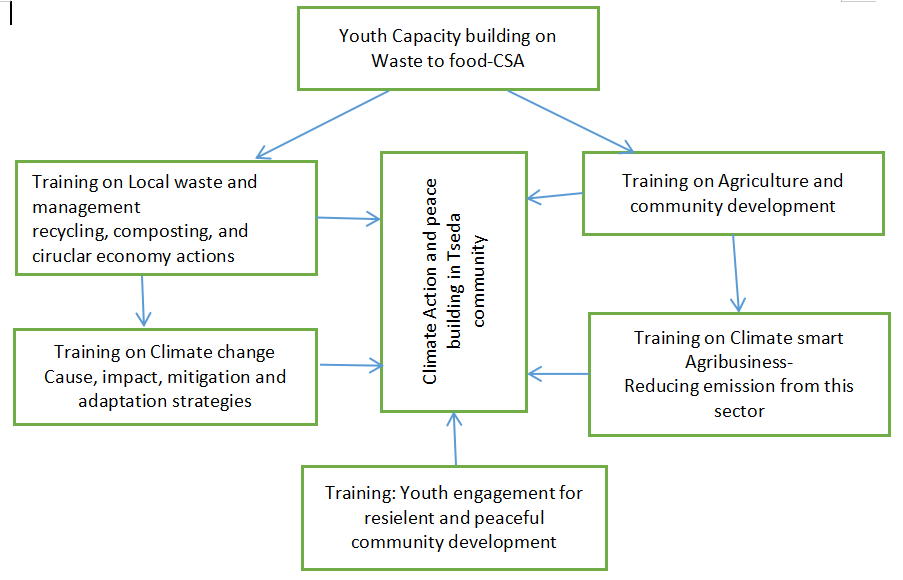 Youth Capacity building on
Waste to food-CSA
Training on Local waste and
management
recycling, composting, and
ciruclar economy actions
Climate Action and peace
building in Tseda
community
Training on Agriculture and
community development
Training on Climate change
Cause, impact, mitigation and
adaptation strategies
Training on Climate smart
Agribusiness-
Reducing emission from this
sector
Training: Youth engagement for
resielent and peaceful
community development